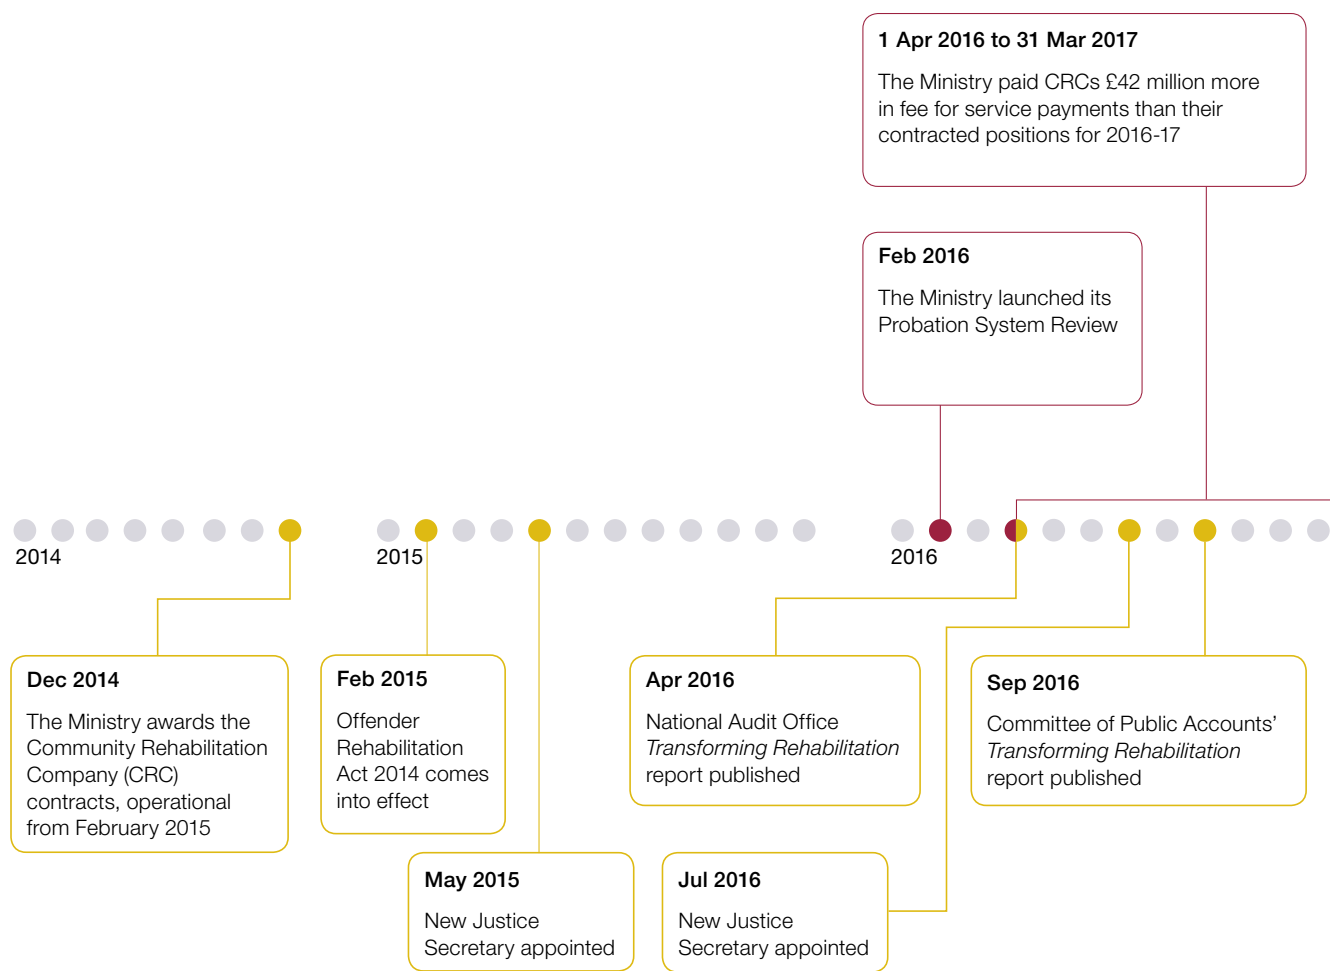 1 Apr 2016 to 31 Mar 2017
The Ministry paid CRCs £42 million more
in fee for service payments than their
contracted positions for 2016-17
Feb 2016
The Ministry launched its
Probation System Review
2014
2015
2016
Dec 2014
The Ministry awards the
Community Rehabilitation
Company (CRC)
contracts, operational
from February 2015
Feb 2015
Offender
Rehabilitation
Act 2014 comes
into effect
Apr 2016
National Audit Office
Transforming Rehabilitation
report published
Sep 2016
Committee of Public Accounts’
Transforming Rehabilitation
report published
May 2015
New Justice
Secretary appointed
Jul 2016
New Justice
Secretary appointed